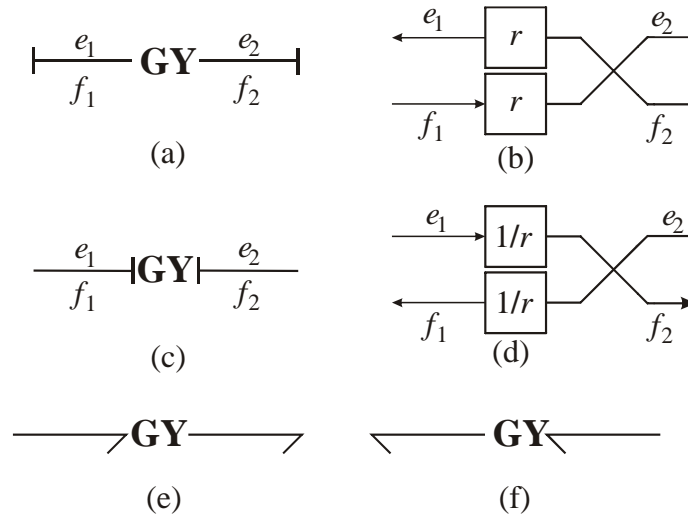 e1 GY e2
f1 f2
(a)
e1 r e2
f1 r f2
(b)
e1 GY e2
f1 f2
(c)
e1 1/r e2
f1 1/r f2
(d)
GY
(e)
GY
(f)